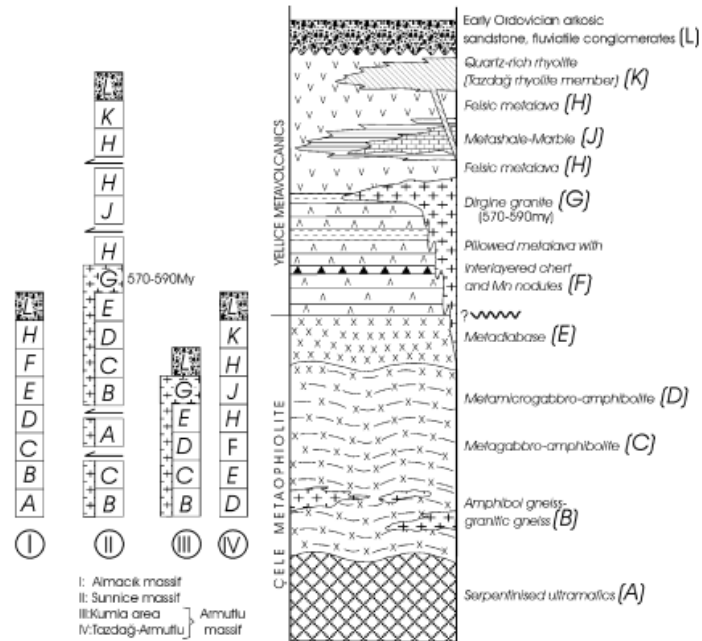 Early Ordovician arkosic
sandstone, fluviatile conglomerates (L)
Quartz-rich rhyolite
(Tazdağ rhyolite member) (K)
Felsic metalava (H)
Metashale-Marble (J)
Felsic metalava (H)
Dirgine granite (G)
(570-590my)
Pillowed metalava with
Interlayered chert
and Mn nodules (F)
?
Metadiabase (E)
Metamicrogabbro-amphibolite (D)
Metagabbro-amphibolite (C)
Amphibol gneiss-
granitic gneiss (B)
Serpentinised ultramafics (A)
YELLICE METAVOLCANICS
ÇELE METAOPHIOLITE
L
H
F
E
D
C
B
A
I
L
K
H
H
J
H
G 570-590My
E
D
C
B
A
C
B
II
L
G
E
D
C
B
III
L
K
H
J
H
F
E
D
IV
I: Almacık massif
II: Sunnice massif
III:Kumla area
IV:Tazdağ-Armutlu
Armutlu
massif